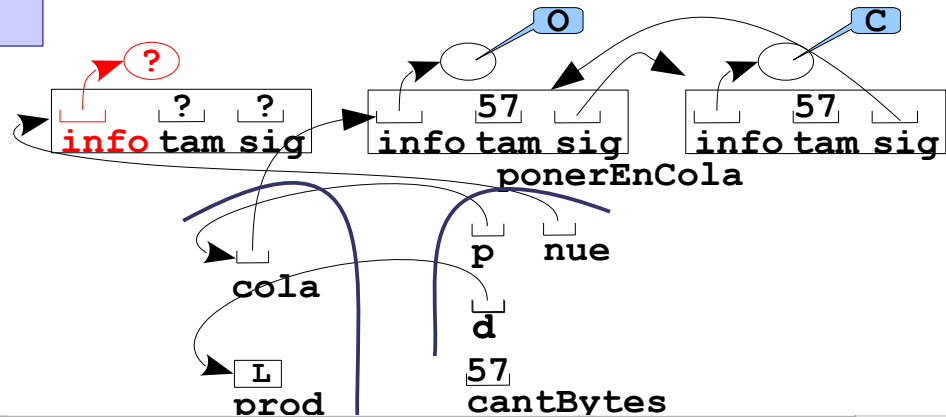 O C
?
? ? 57 57
info tam sig info tam sig info tam sig
ponerEnCola
p nue
cola
d
L 57
prod cantBytes